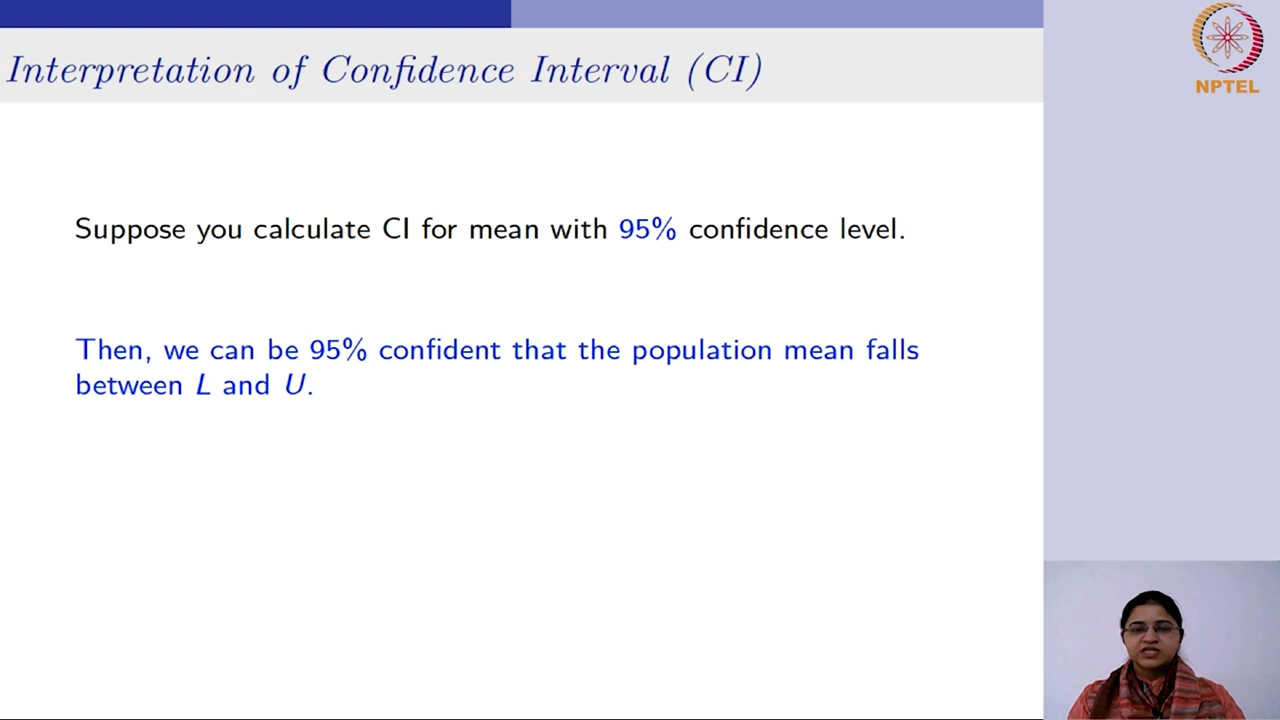 Interpretation of Confidence Interval (CI)
NPTEL
Suppose you calculate CI for mean with 95% confidence level.
Then, we can be 95% confident that the population mean falls
between L and U.